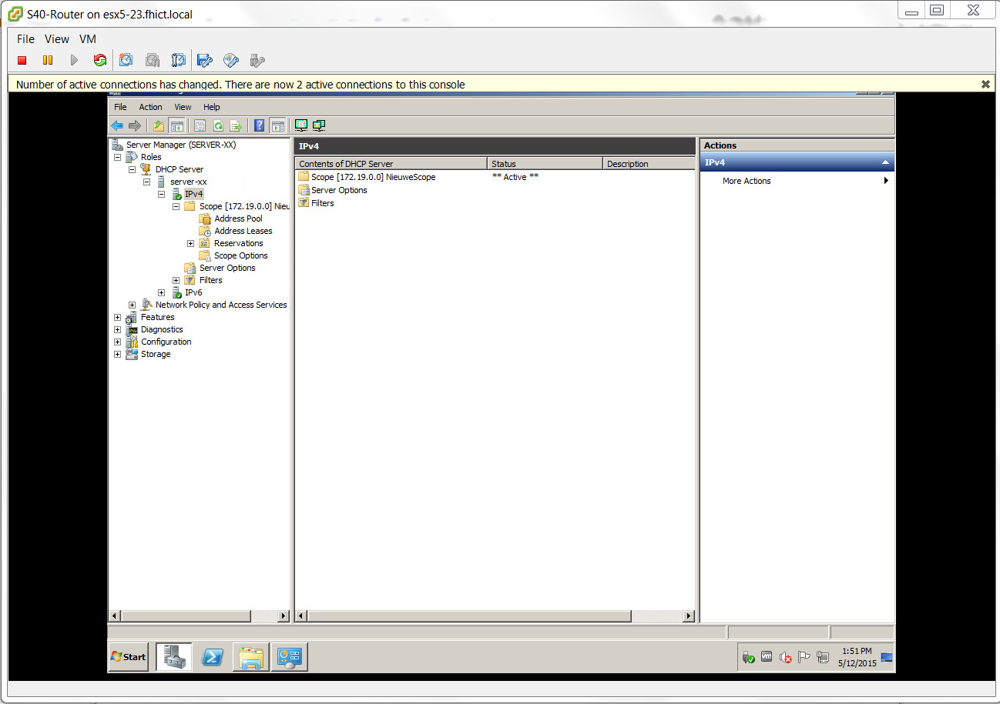 S40-Router on esx5-23.fhict.local
File View VM
Number of active connections has changed. There are now 2 active connections to this console
File Action View Help
Server Manager (SERVER-XX)
Roles
DHCP Server
server-xx
IPv4
Scope [172.19.0.0] Nieu
Address Pool
Address Leases
Reservations
Scope Options
Server Options
Filters
IPv6
Network Policy and Access Services
Features
Diagnostics
Configuration
Storage
IPv4
Contents of DHCP Server Status Description
Scope [172.19.0.0] NieuweScope ** Active **
Server Options
Filters
Actions
IPv4
More Actions
Start
vm
1:51 PM
5/12/2015